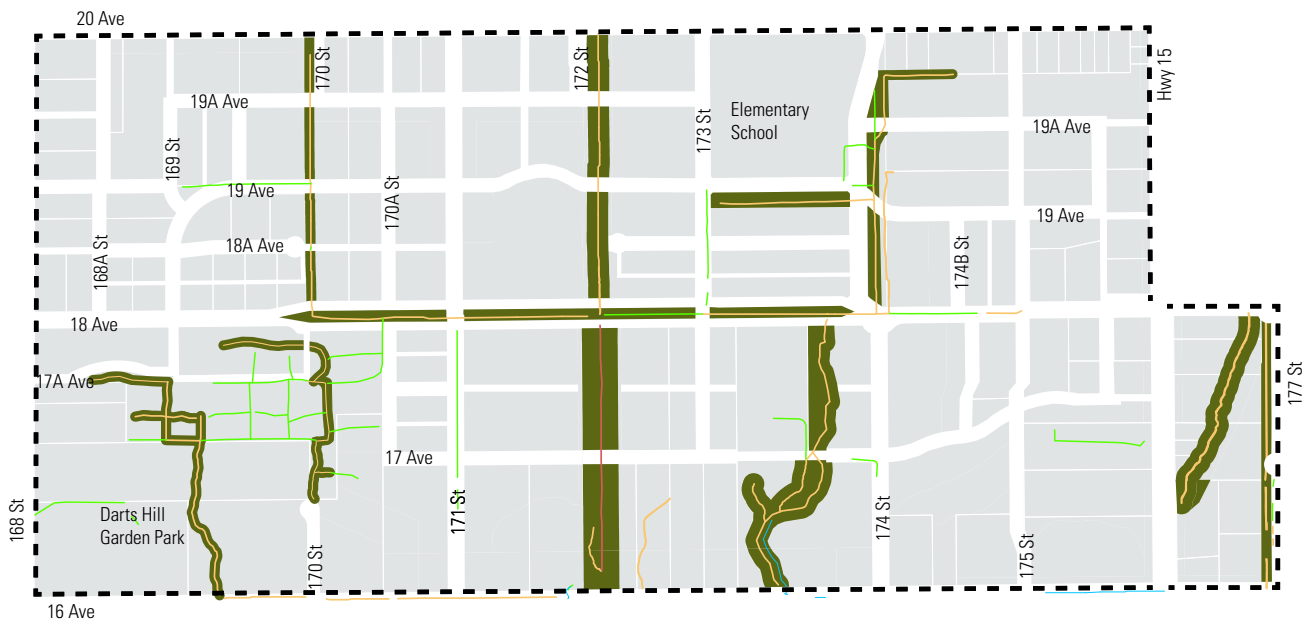 20 Ave
170 St
172 St
Hwy 15
19A Ave
173 St
Elementary
School
19A Ave
169 St
19 Ave
170A St
19 Ave
18A Ave
168A St
174B St
18 Ave
17A Ave
177 St
17 Ave
168 St
Darts Hill
Garden Park
170 St
171 St
174 St
175 St
16 Ave